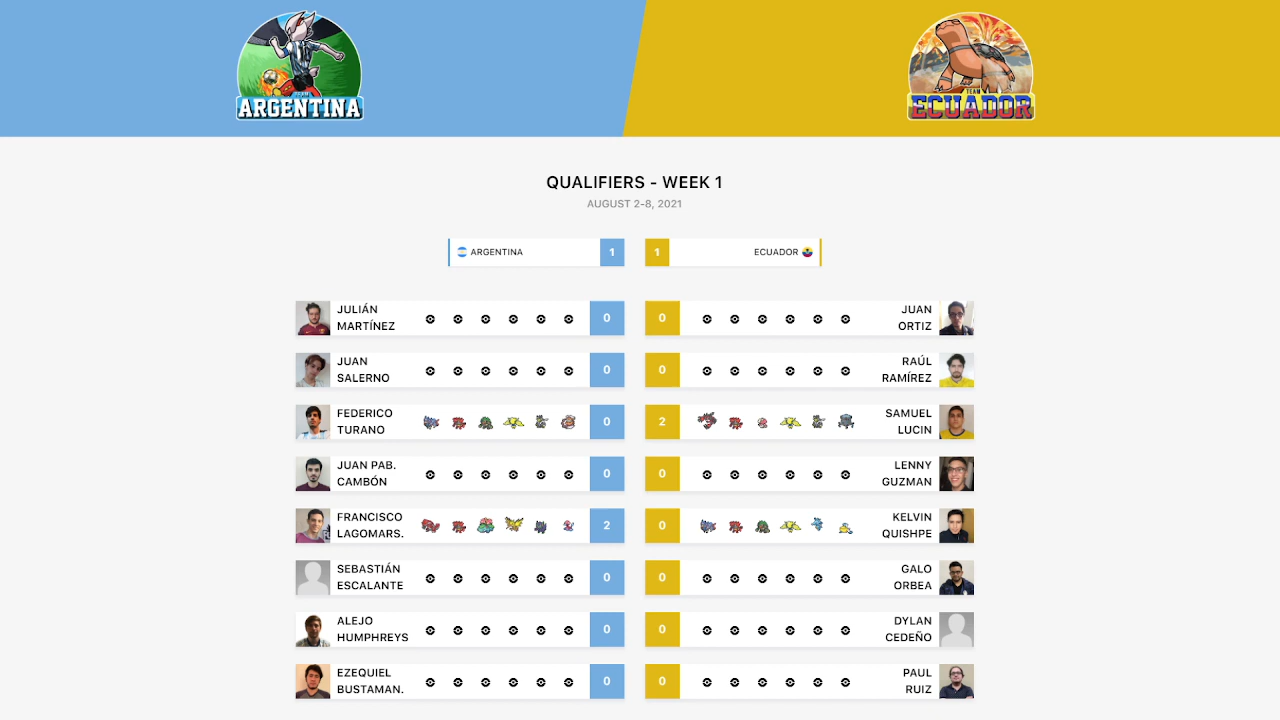 TEAM
ARGENTINA
TEAM
ECUADOR
QUALIFIERS - WEEK 1
AUGUST 2-8, 2021
ARGENTINA 1 1 ECUADOR
JULIÁN
MARTÍNEZ
0 0
JUAN
ORTIZ
JUAN
SALERNO
0 0
RAÚL
RAMÍREZ
FEDERICO
TURANO
0 2
SAMUEL
LUCIN
JUAN PAB.
CAMBÓN
0 0
LENNY
GUZMAN
FRANCISCO
LAGOMARS.
2 0
KELVIN
QUISHPE
SEBASTIÁN
ESCALANTE
0 0
GALO
ORBEA
ALEJO
HUMPHREYS
0 0
DYLAN
CEDEÑO
EZEQUIEL
BUSTAMAN.
0 0
PAUL
RUIZ